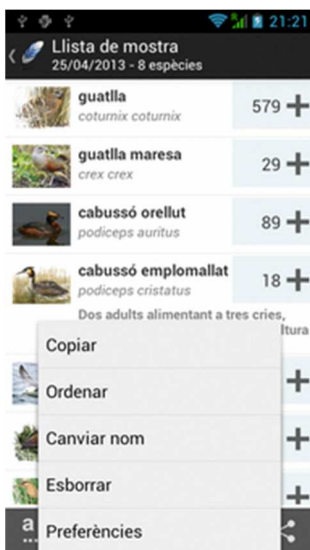 21:21
Llista de mostra
25/04/2013 - 8 espècies
guatlla
coturnix coturnix
579
guatlla maresa
crex crex
29
cabussó orellut
podiceps auritus
89
cabussó emplomallat
podiceps cristatus
18
Dos adults alimentant a tres cries,
ltura
Copiar
Ordenar
Canviar nom
Esborrar
Preferències
a